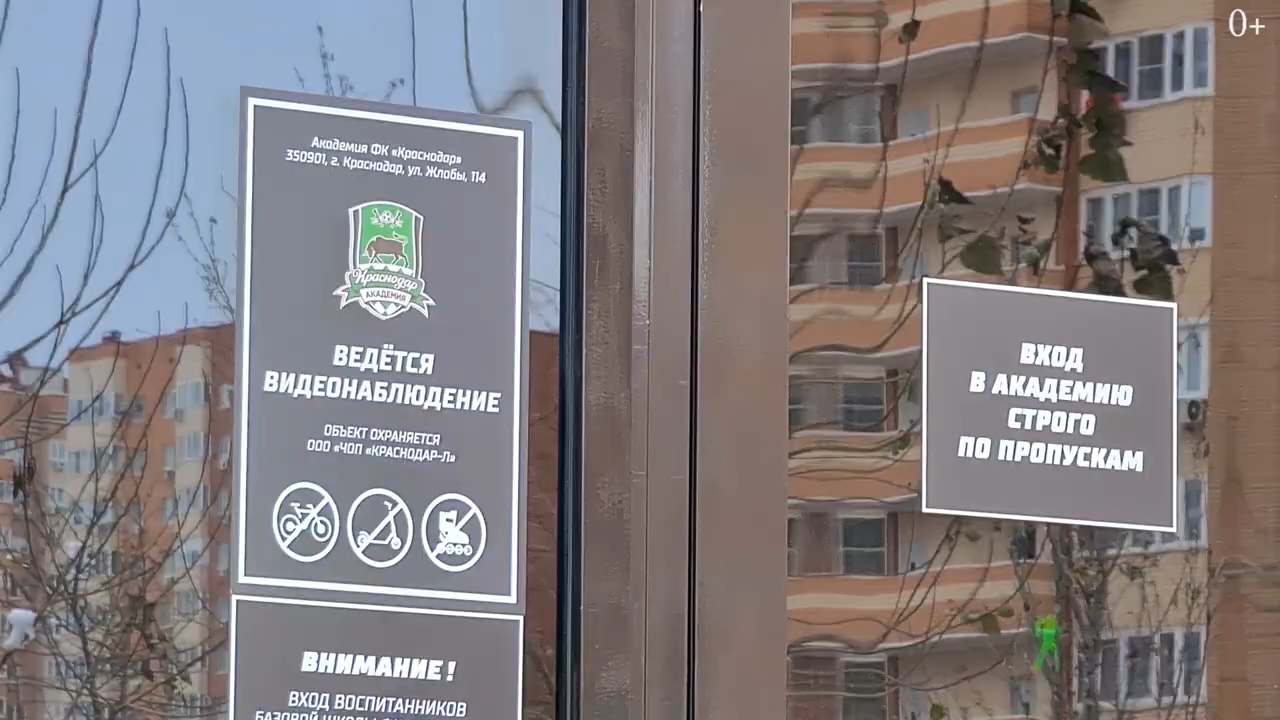 0+
Академия ФК «Краснодар»
350901, г. Краснодар, ул. Жлобы, 114
Краснодар
АКАДЕМИЯ
ВЕДЁТСЯ
ВИДЕОНАБЛЮДЕНИЕ
ОБЪЕКТ ОХРАНЯЕТСЯ
ООО «ЧОП «КРАСНОДАР-Л»
ВНИМАНИЕ!
ВХОД ВОСПИТАННИКОВ
БАЗОВОЙ
ВХОД
В АКАДЕМИЮ
СТРОГО
ПО ПРОПУСКАМ